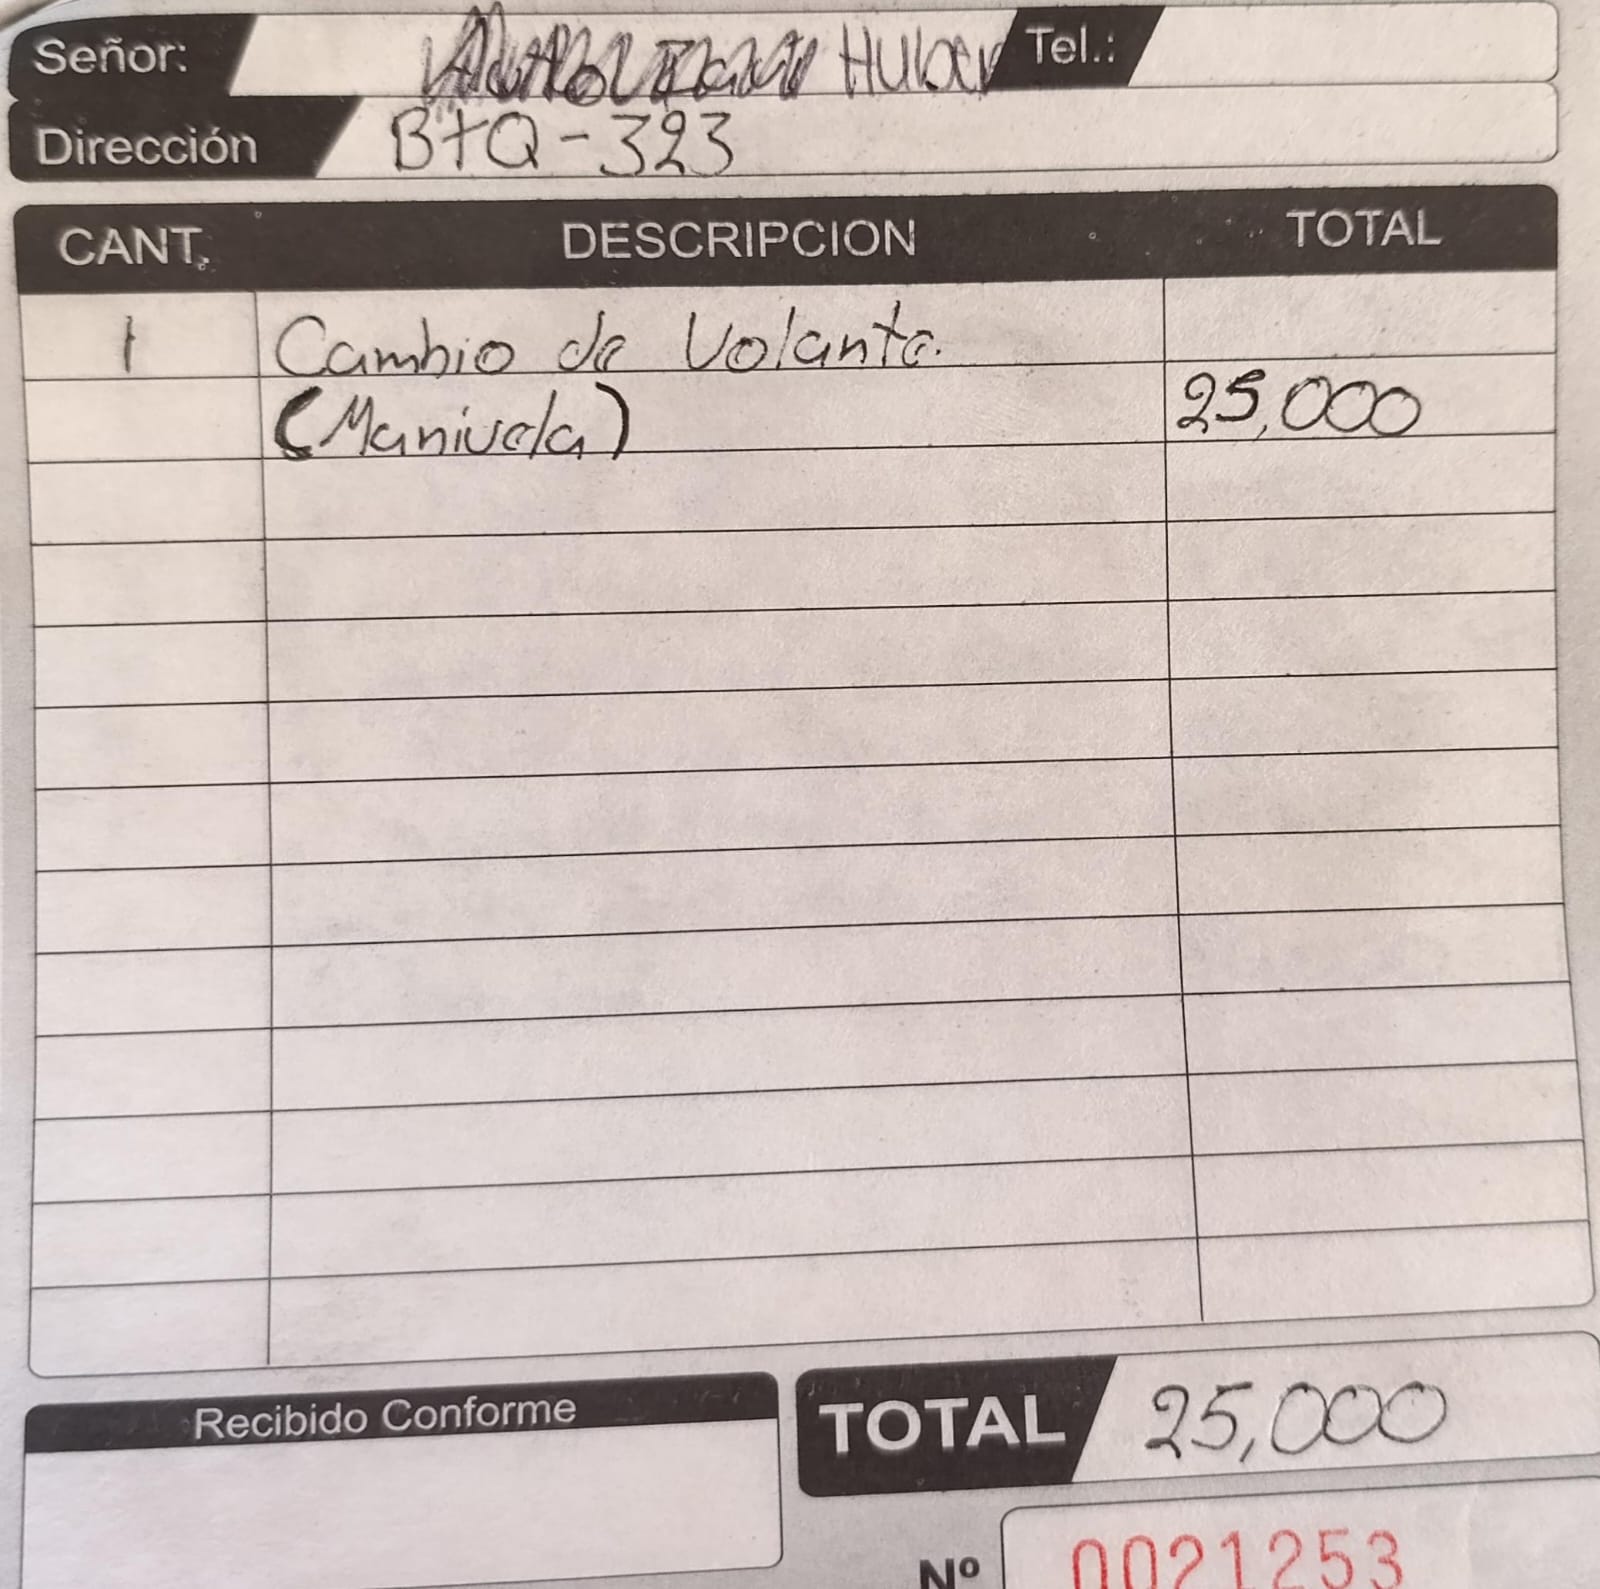 Señor: Huber Tel.:
Dirección BTQ-323
CANT. DESCRIPCION TOTAL
1 Cambio de Volante.
(Manivela) 25,000
Recibido Conforme
TOTAL 25,000
Nº 0021253